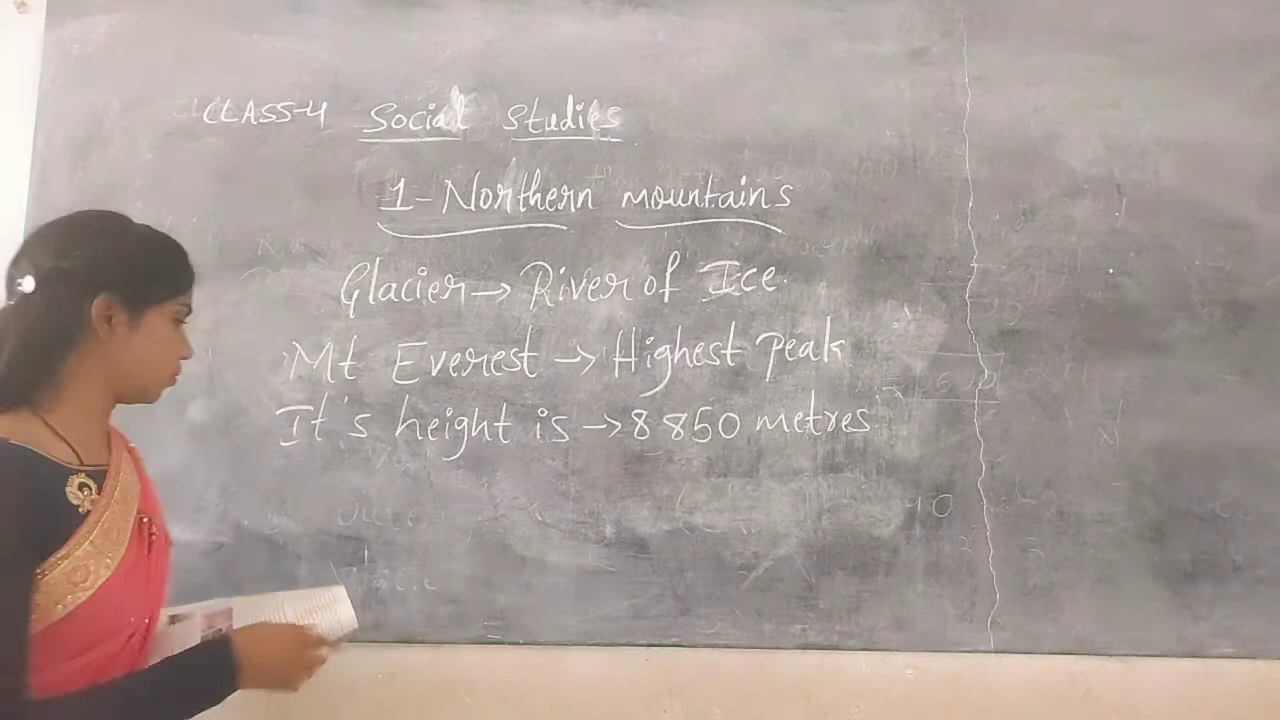 CLASS-4 Social Studies
1-Northern mountains
Glacier→ River of Ice
Mt Everest → Highest Peak
It's height is →8850 metres